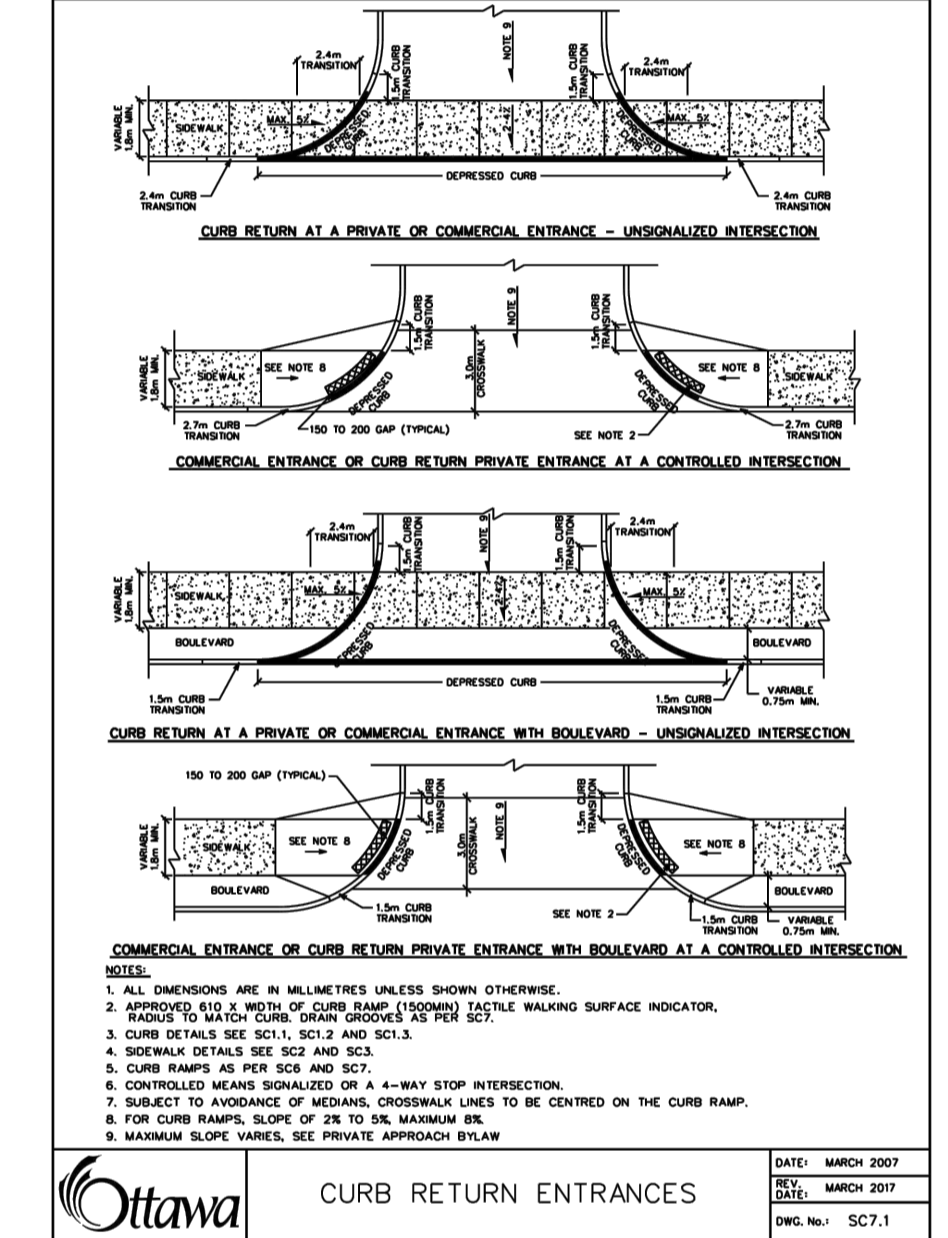 2.4m
TRANSITION
1.5m CURB
TRANSITION
NOTE 9
1.5m CURB
TRANSITION
2.4m
TRANSITION
VARIABLE
1.8m MIN.
SIDEWALK
MAX. 5%
DEPRESSED
CURB
2-4%
DEPRESSED
CURB
MAX. 5%
DEPRESSED CURB
2.4m CURB
TRANSITION
2.4m CURB
TRANSITION
CURB RETURN AT A PRIVATE OR COMMERCIAL ENTRANCE - UNSIGNALIZED INTERSECTION
1.5m CURB
TRANSITION
NOTE 9
1.5m CURB
TRANSITION
VARIABLE
1.8m MIN.
SIDEWALK
SEE NOTE 8
DEPRESSED
CURB
3.0m
CROSSWALK
DEPRESSED
CURB
SEE NOTE 8
SIDEWALK
2.7m CURB
TRANSITION
150 TO 200 GAP (TYPICAL)
SEE NOTE 2
2.7m CURB
TRANSITION
COMMERCIAL ENTRANCE OR CURB RETURN PRIVATE ENTRANCE AT A CONTROLLED INTERSECTION
2.4m
TRANSITION
1.5m CURB
TRANSITION
NOTE 9
1.5m CURB
TRANSITION
2.4m
TRANSITION
VARIABLE
1.8m MIN.
SIDEWALK
MAX. 5%
2-4%
MAX. 5%
BOULEVARD
DEPRESSED
CURB
DEPRESSED
CURB
BOULEVARD
DEPRESSED CURB
1.5m CURB
TRANSITION
1.5m CURB
TRANSITION
VARIABLE
0.75m MIN.
CURB RETURN AT A PRIVATE OR COMMERCIAL ENTRANCE WITH BOULEVARD - UNSIGNALIZED INTERSECTION
150 TO 200 GAP (TYPICAL)
1.5m CURB
TRANSITION
NOTE 9
1.5m CURB
TRANSITION
VARIABLE
1.8m MIN.
SIDEWALK
SEE NOTE 8
DEPRESSED
CURB
3.0m
CROSSWALK
DEPRESSED
CURB
SEE NOTE 8
BOULEVARD
BOULEVARD
1.5m CURB
TRANSITION
SEE NOTE 2
1.5m CURB
TRANSITION
VARIABLE
0.75m MIN.
COMMERCIAL ENTRANCE OR CURB RETURN PRIVATE ENTRANCE WITH BOULEVARD AT A CONTROLLED INTERSECTION
NOTES:
1. ALL DIMENSIONS ARE IN MILLIMETRES UNLESS SHOWN OTHERWISE.
2. APPROVED 610 X WIDTH OF CURB RAMP (1500MIN) TACTILE WALKING SURFACE INDICATOR,
RADIUS TO MATCH CURB. DRAIN GROOVES AS PER SC7.
3. CURB DETAILS SEE SC1.1, SC1.2 AND SC1.3.
4. SIDEWALK DETAILS SEE SC2 AND SC3.
5. CURB RAMPS AS PER SC6 AND SC7.
6. CONTROLLED MEANS SIGNALIZED OR A 4-WAY STOP INTERSECTION.
7. SUBJECT TO AVOIDANCE OF MEDIANS, CROSSWALK LINES TO BE CENTRED ON THE CURB RAMP.
8. FOR CURB RAMPS, SLOPE OF 2% TO 5%, MAXIMUM 8%.
9. MAXIMUM SLOPE VARIES, SEE PRIVATE APPROACH BYLAW
Ottawa
CURB RETURN ENTRANCES
DATE: MARCH 2007
REV.
DATE: MARCH 2017
DWG. No.: SC7.1